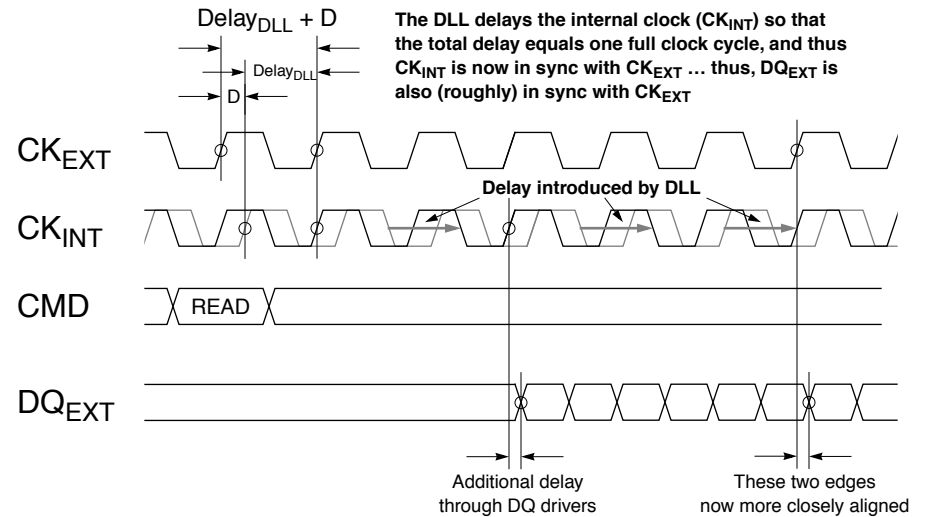 Delay_DLL + D
The DLL delays the internal clock (CK_INT) so that
the total delay equals one full clock cycle, and thus
CK_INT is now in sync with CK_EXT … thus, DQ_EXT is
also (roughly) in sync with CK_EXT
Delay_DLL
D
CK_EXT
Delay introduced by DLL
CK_INT
CMD
READ
DQ_EXT
Additional delay
through DQ drivers
These two edges
now more closely aligned